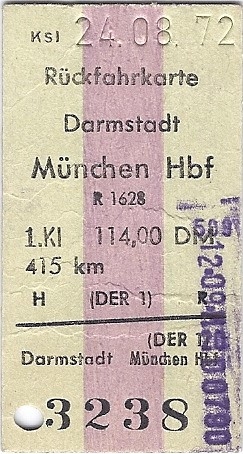 Ksl 24.08.72
Rückfahrkarte
Darmstadt
München Hbf
R 1628
1.Kl 114,00 DM
415 km
H (DER 1) R
(DER 1)
Darmstadt München Hbf
3238